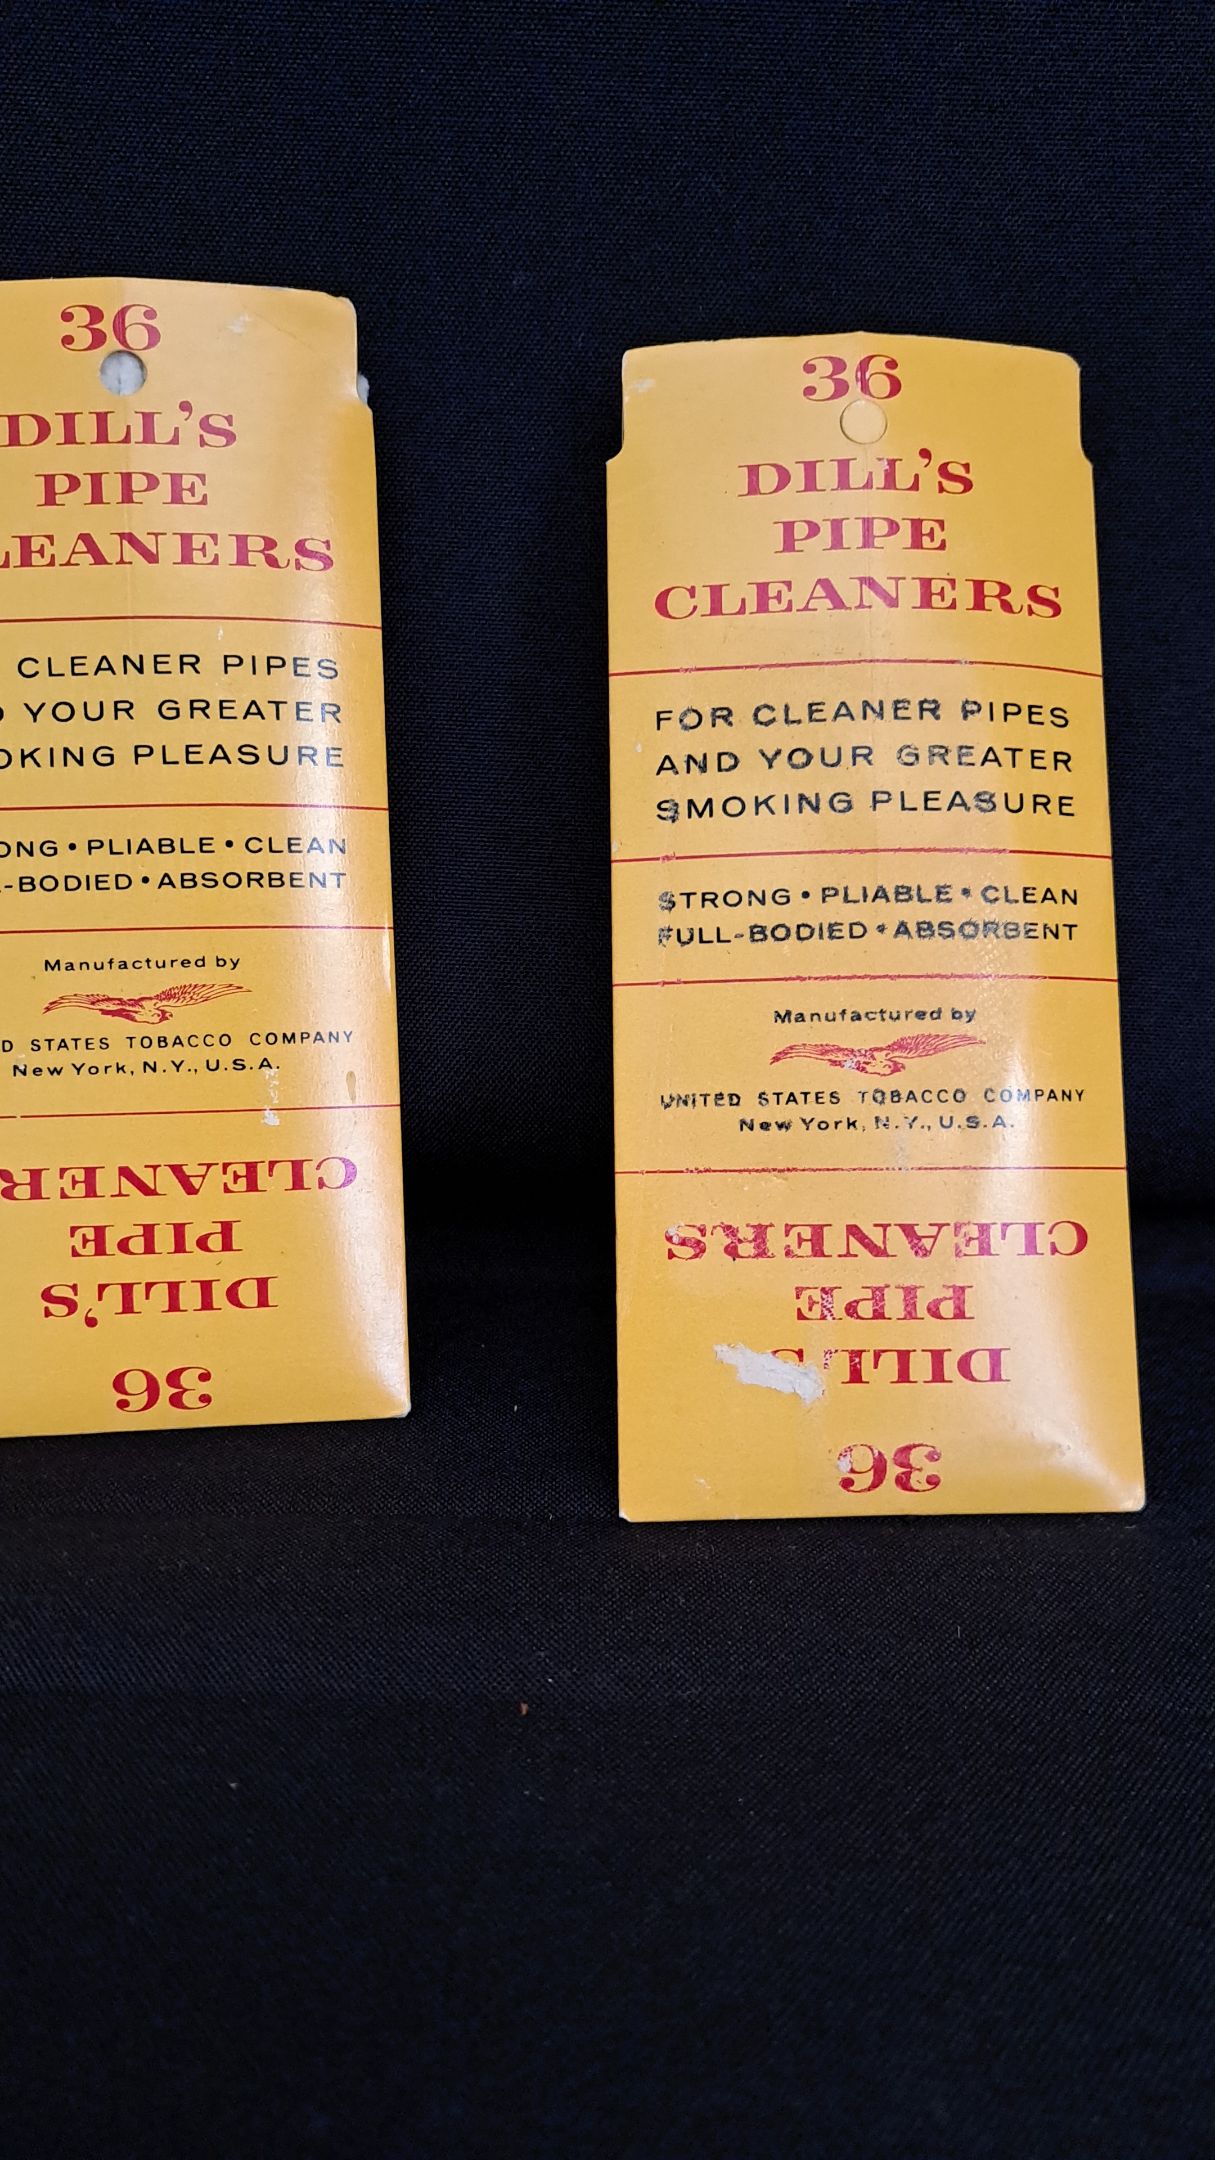 36
DILL'S
PIPE
LEANERS
CLEANER PIPES
YOUR GREATER
OKING PLEASURE
ONG • PLIABLE • CLEAN
-BODIED • ABSORBENT
Manufactured by
D STATES TOBACCO COMPANY
New York, N.Y., U.S.A.
CLEANER
PIPE
DILL'S
36
36
DILL'S
PIPE
CLEANERS
FOR CLEANER PIPES
AND YOUR GREATER
SMOKING PLEASURE
STRONG • PLIABLE • CLEAN
FULL-BODIED • ABSORBENT
Manufactured by
UNITED STATES TOBACCO COMPANY
New York, N.Y., U.S.A.
CLEANERS
PIPE
DILL'S
36